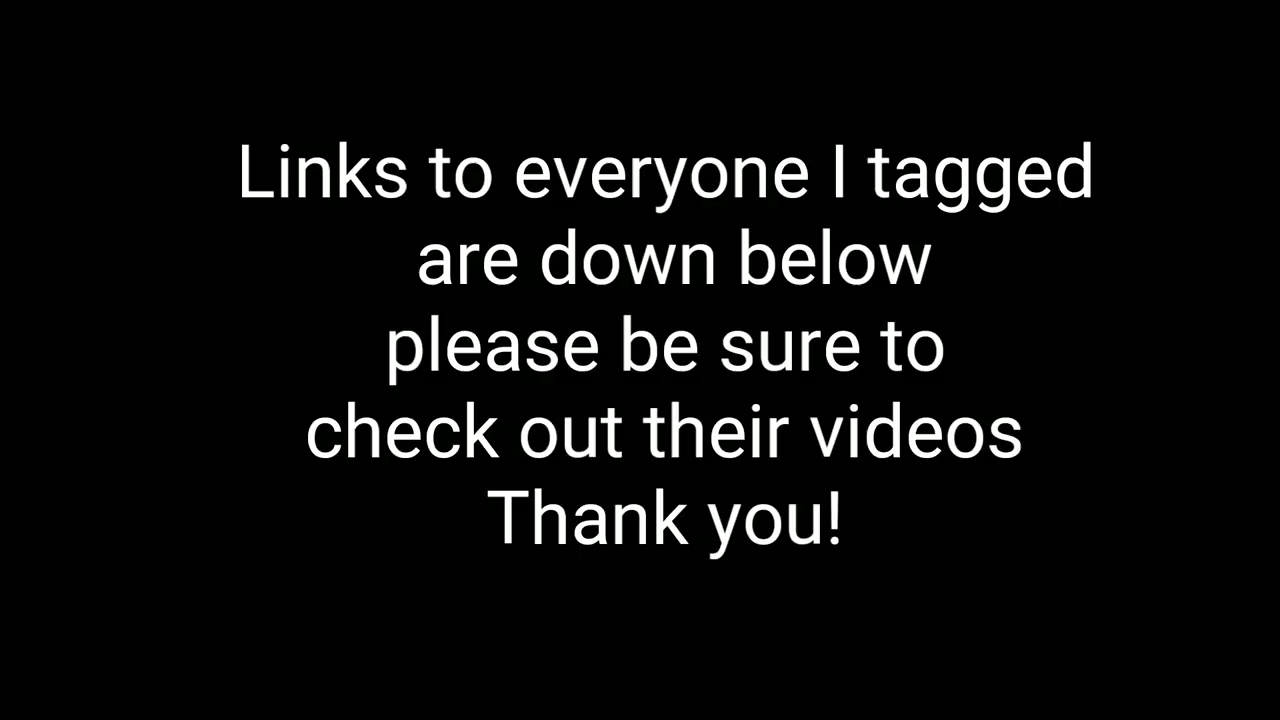 Links to everyone I tagged
are down below
please be sure to
check out their videos
Thank you!